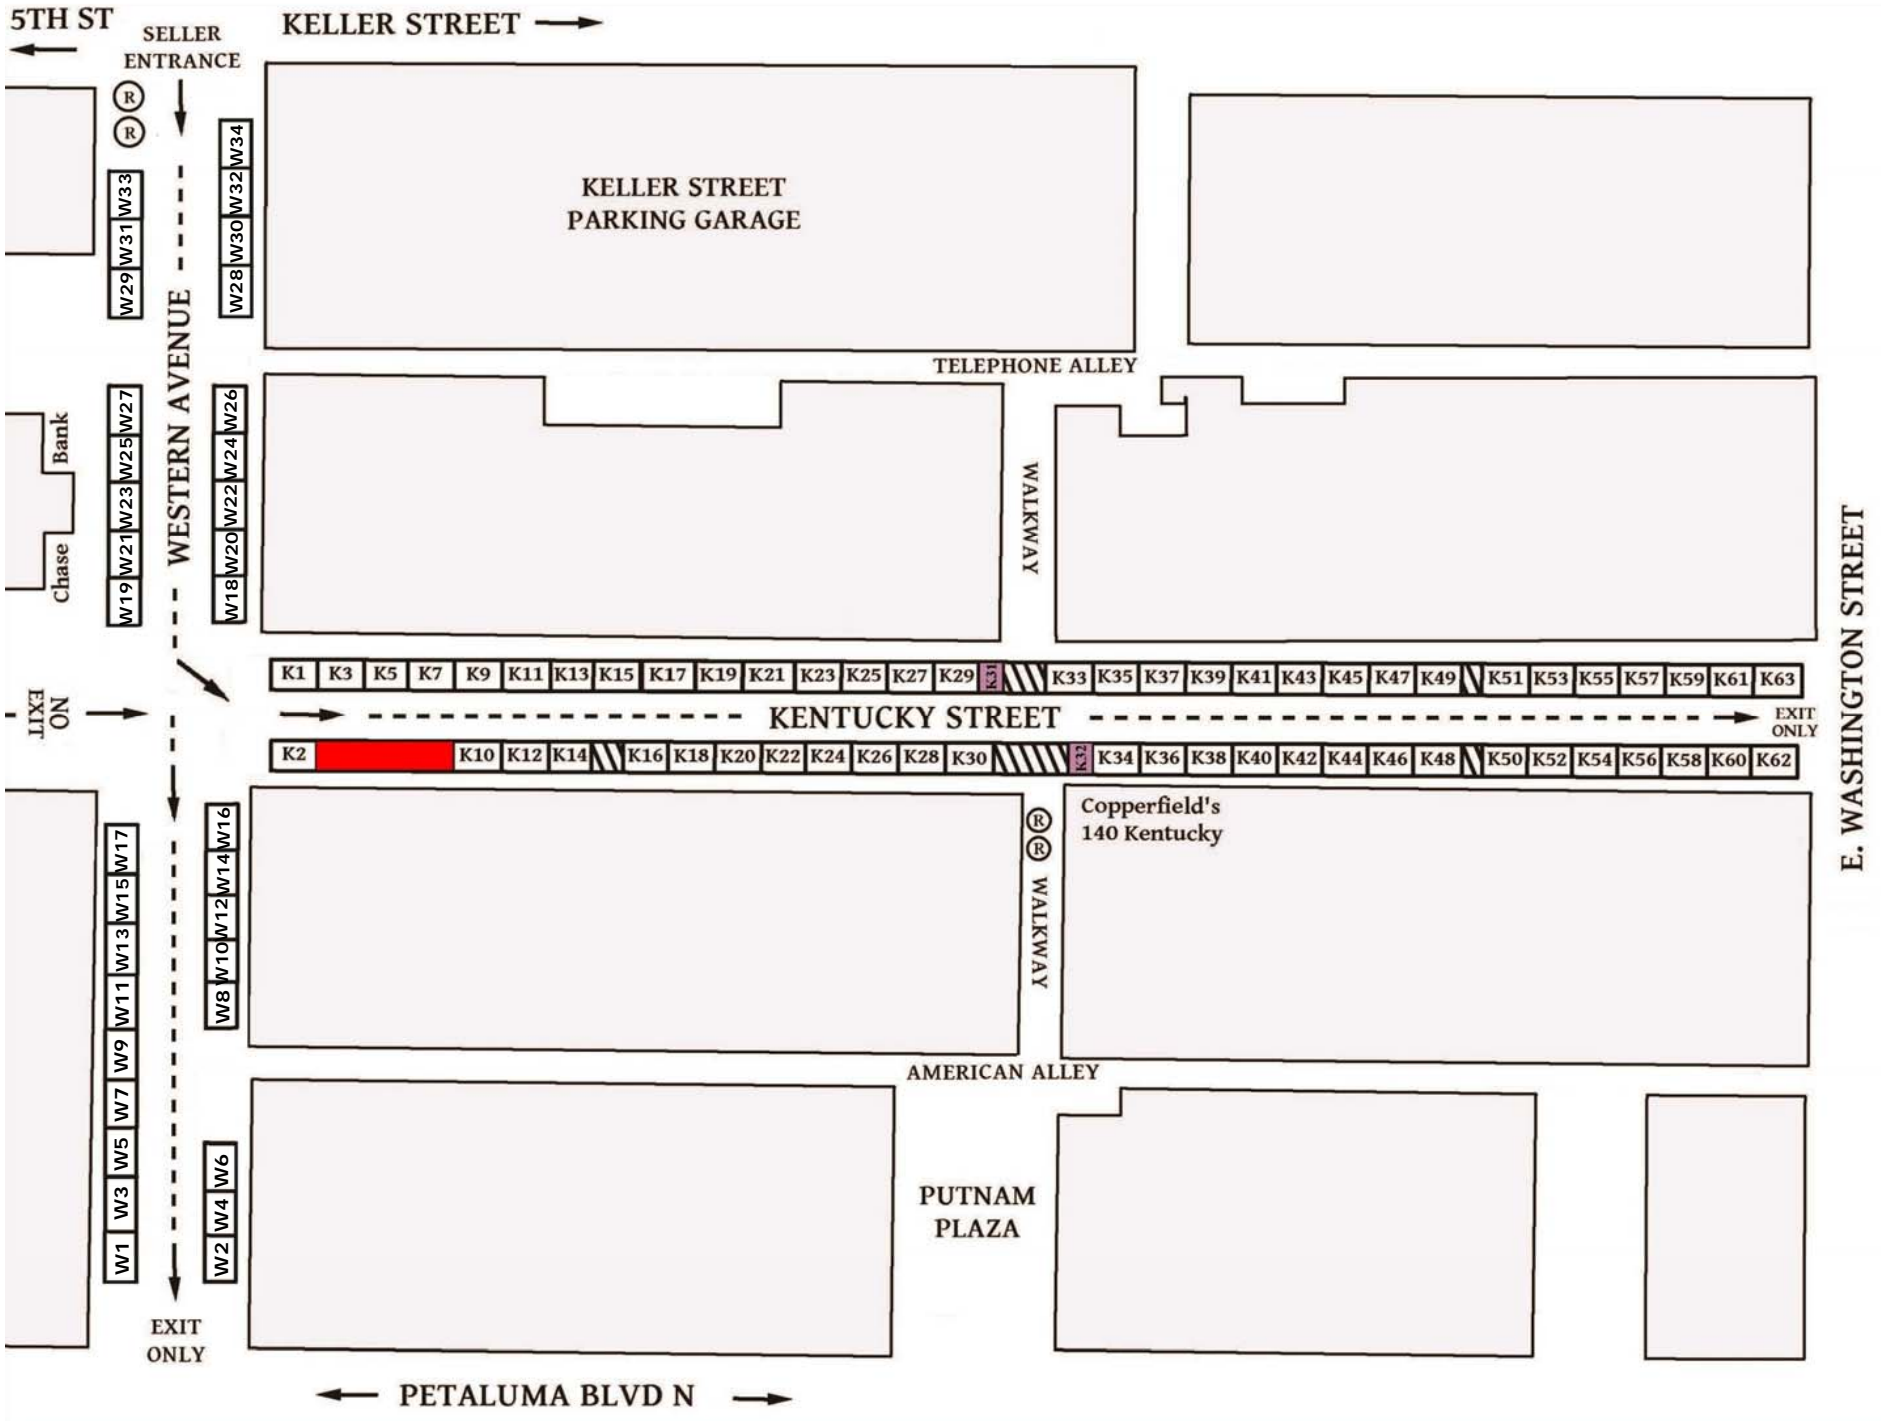 5TH ST
SELLER
ENTRANCE
KELLER STREET
R
R
W34
W32
W30
W28
W33
W31
W29
KELLER STREET
PARKING GARAGE
TELEPHONE ALLEY
WESTERN AVENUE
W27
W25
W23
W21
W19
W26
W24
W22
W20
W18
Chase Bank
WALKWAY
E. WASHINGTON STREET
K1 K3 K5 K7 K9 K11 K13 K15 K17 K19 K21 K23 K25 K27 K29 K31 K33 K35 K37 K39 K41 K43 K45 K47 K49 K51 K53 K55 K57 K59 K61 K63
NO
EXIT
KENTUCKY STREET
EXIT
ONLY
K2 K10 K12 K14 K16 K18 K20 K22 K24 K26 K28 K30 K32 K34 K36 K38 K40 K42 K44 K46 K48 K50 K52 K54 K56 K58 K60 K62
Copperfield's
140 Kentucky
R
R
WALKWAY
W17
W15
W13
W11
W9
W7
W5
W3
W1
W16
W14
W12
W10
W8
AMERICAN ALLEY
W6
W4
W2
PUTNAM
PLAZA
EXIT
ONLY
PETALUMA BLVD N